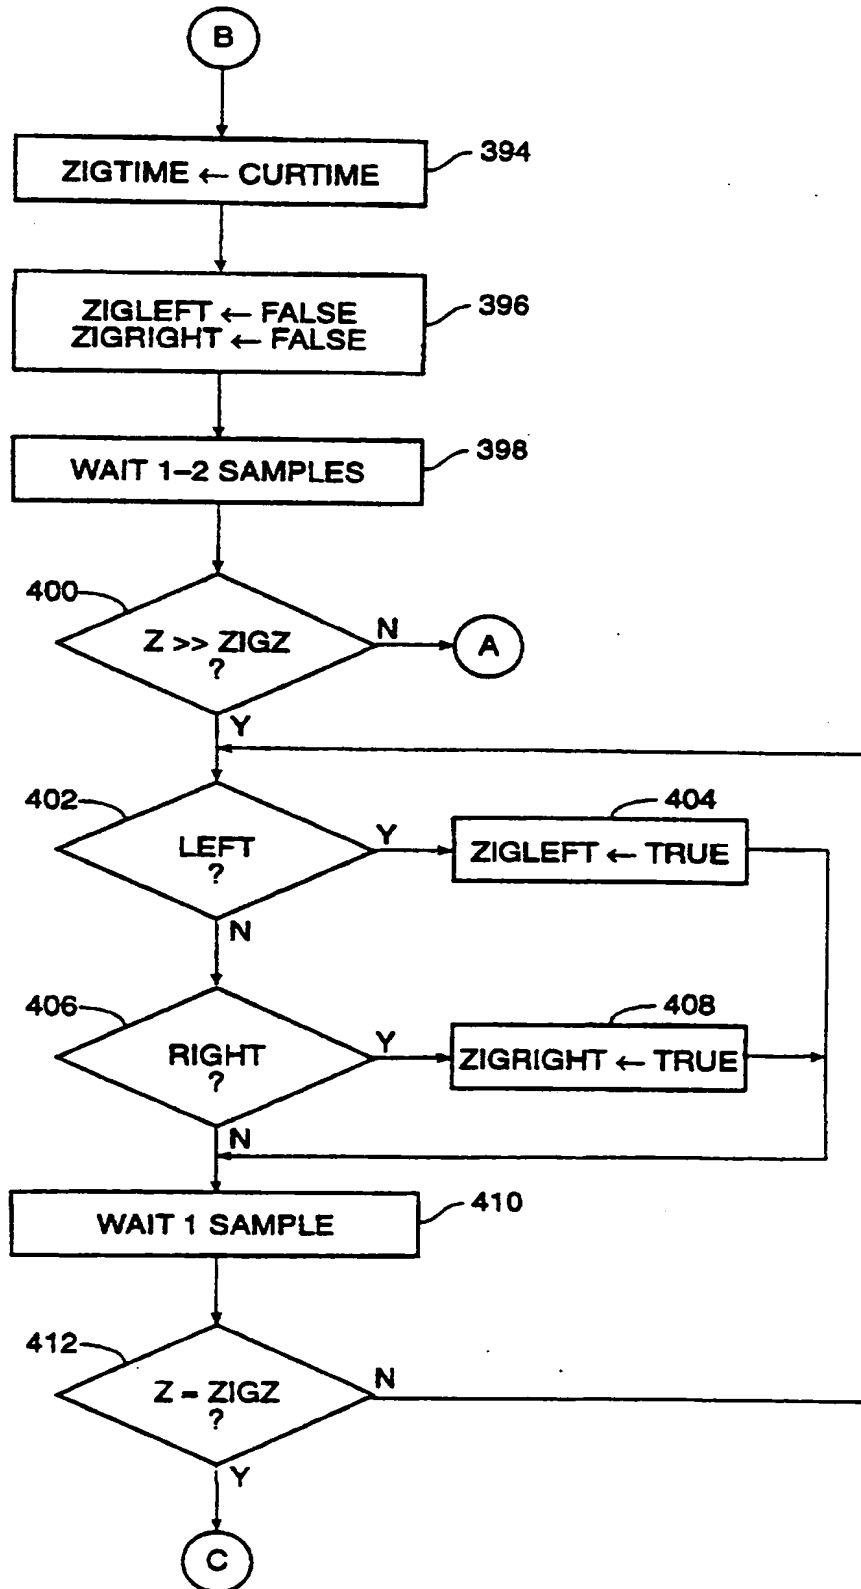 B
ZIGTIME ← CURTIME
394
ZIGLEFT ← FALSE
ZIGRIGHT ← FALSE
396
WAIT 1–2 SAMPLES
398
400
Z >> ZIGZ
?
N
A
Y
402
LEFT
?
Y
404
ZIGLEFT ← TRUE
N
406
RIGHT
?
Y
408
ZIGRIGHT ← TRUE
N
WAIT 1 SAMPLE
410
412
Z = ZIGZ
?
N
Y
C